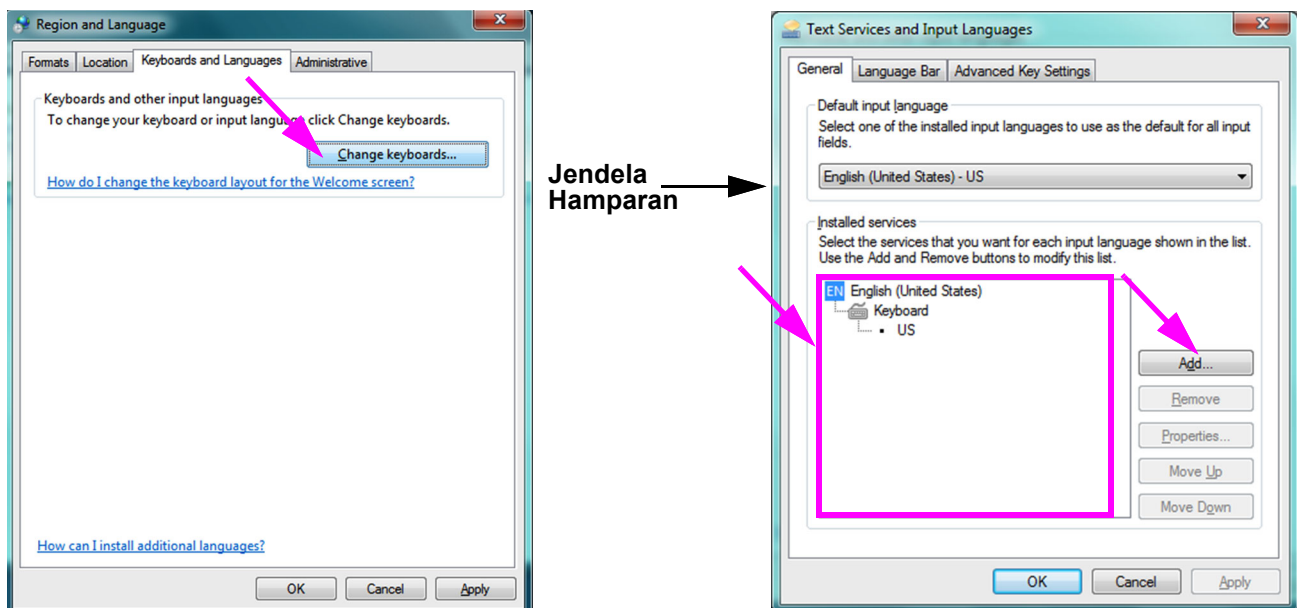 Region and Language
Formats Location Keyboards and Languages Administrative
Keyboards and other input languages
To change your keyboard or input language click Change keyboards.
Change keyboards...
How do I change the keyboard layout for the Welcome screen?
How can I install additional languages?
OK Cancel Apply
Jendela
Hamparan
Text Services and Input Languages
General Language Bar Advanced Key Settings
Default input language
Select one of the installed input languages to use as the default for all input
fields.
English (United States) - US
Installed services
Select the services that you want for each input language shown in the list.
Use the Add and Remove buttons to modify this list.
EN English (United States)
Keyboard
US
Add...
Remove
Properties...
Move Up
Move Down
OK Cancel Apply